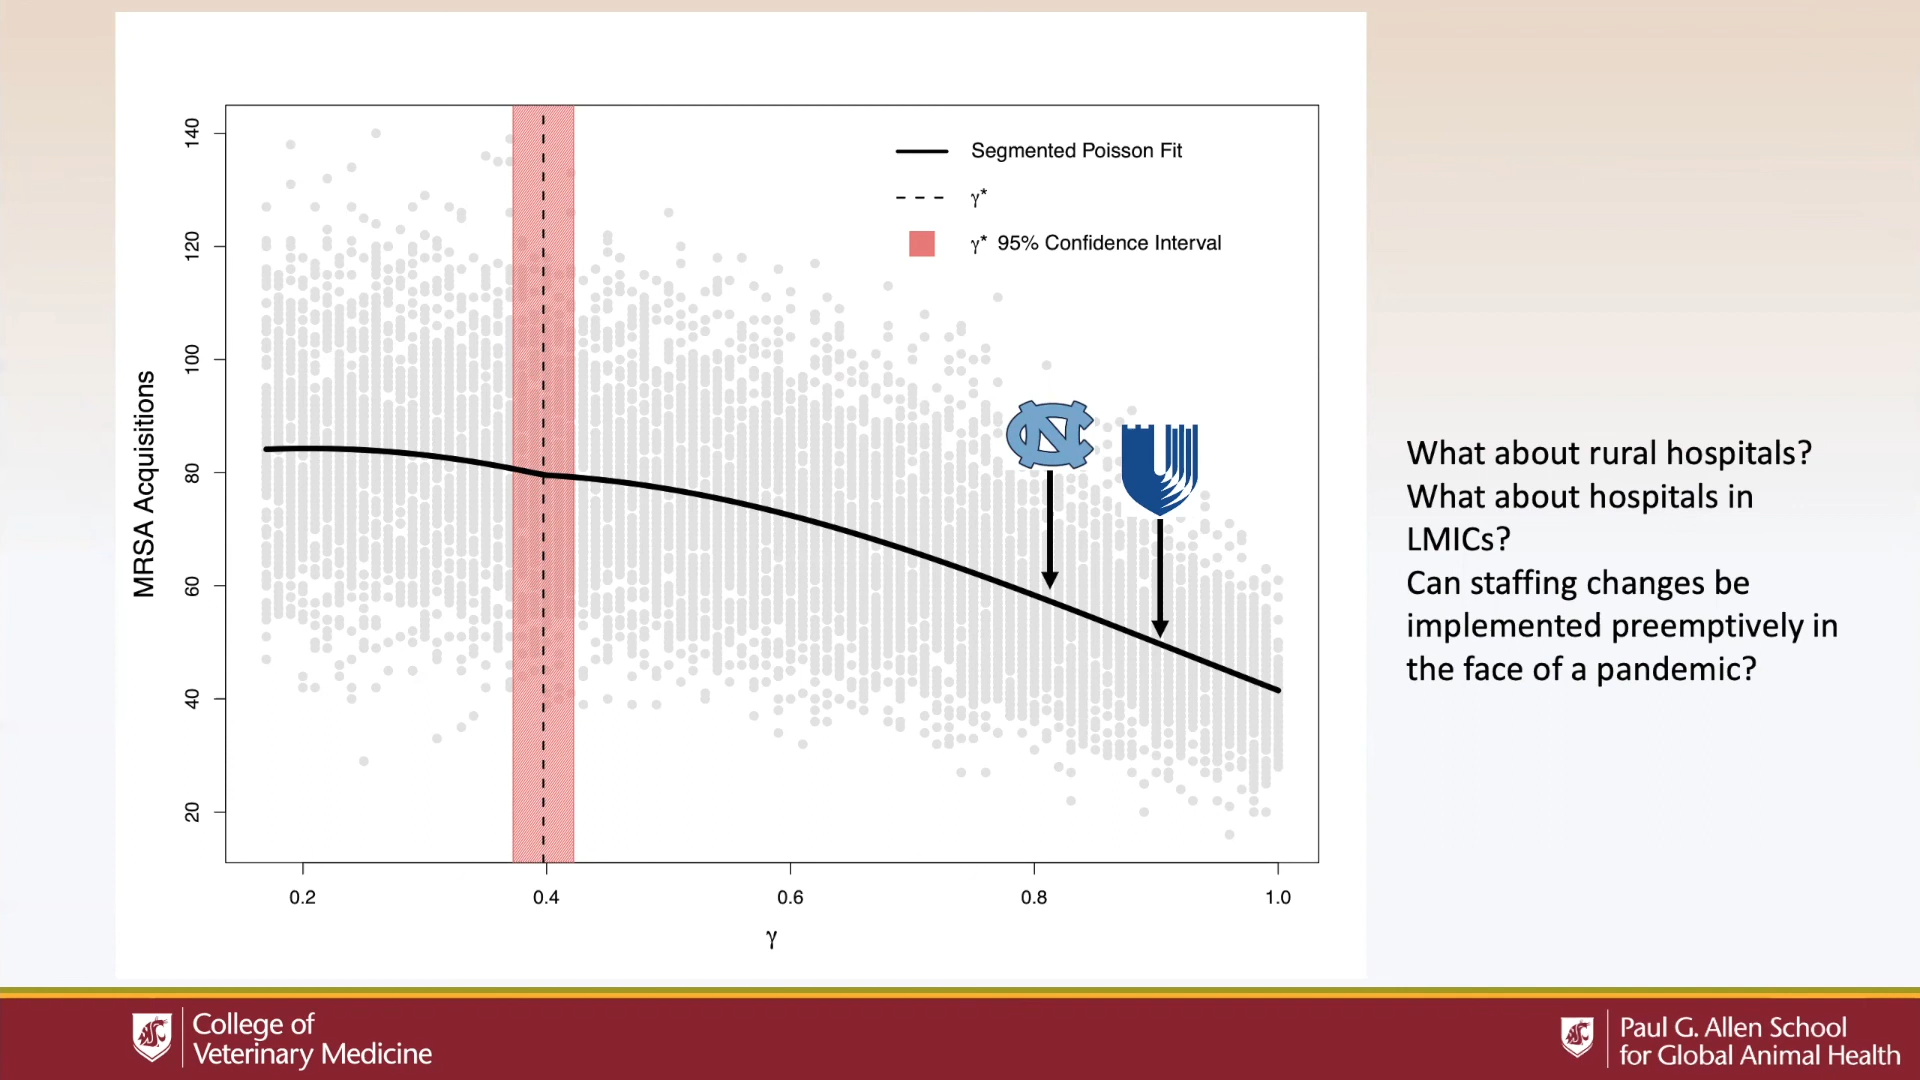 140
120
100
80
60
40
20
MRSA Acquisitions
0.2
0.4
0.6
0.8
1.0
γ
Segmented Poisson Fit
γ*
γ* 95% Confidence Interval
NC
What about rural hospitals?
What about hospitals in
LMICs?
Can staffing changes be
implemented preemptively in
the face of a pandemic?
College of
Veterinary Medicine
Paul G. Allen School
for Global Animal Health